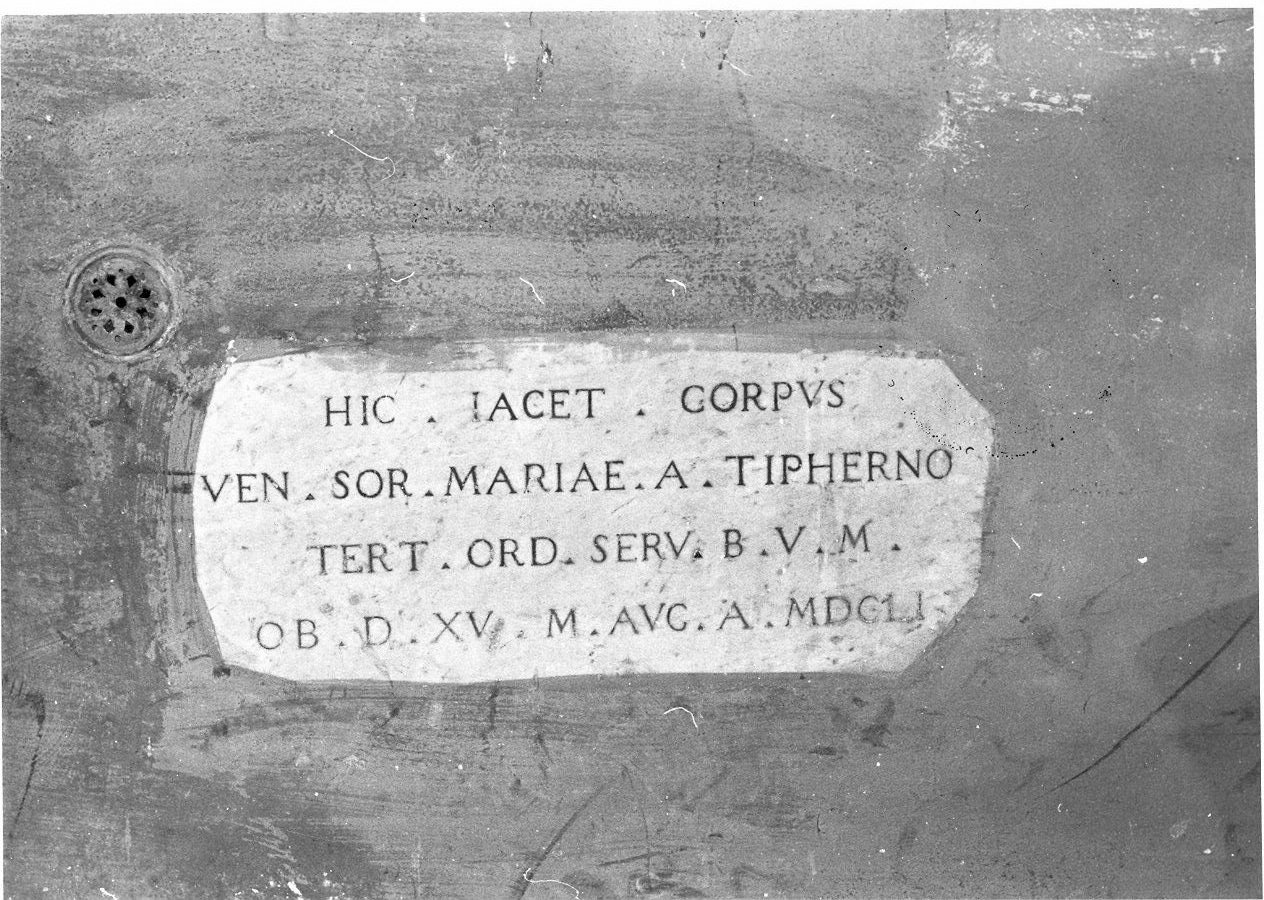 HIC . IACET . CORPVS
VEN . SOR . MARIAE . A . TIPHERNO
TERT . ORD . SERV . B . V . M .
OB . D . XV . M . AVG . A . MDCLI